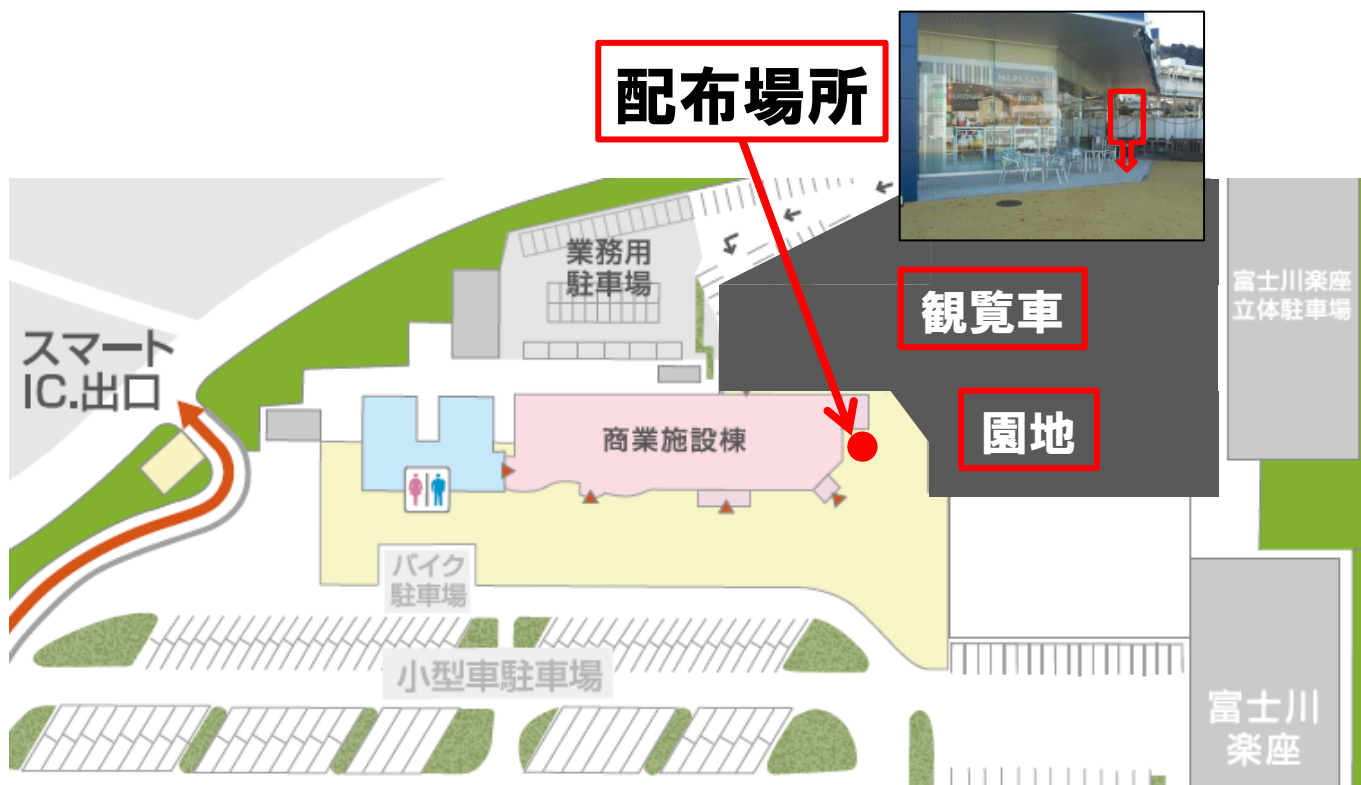 配布場所
業務用
駐車場
観覧車
富士川楽座
立体駐車場
スマート
IC.出口
園地
商業施設棟
バイク
駐車場
小型車駐車場
富士川
楽座